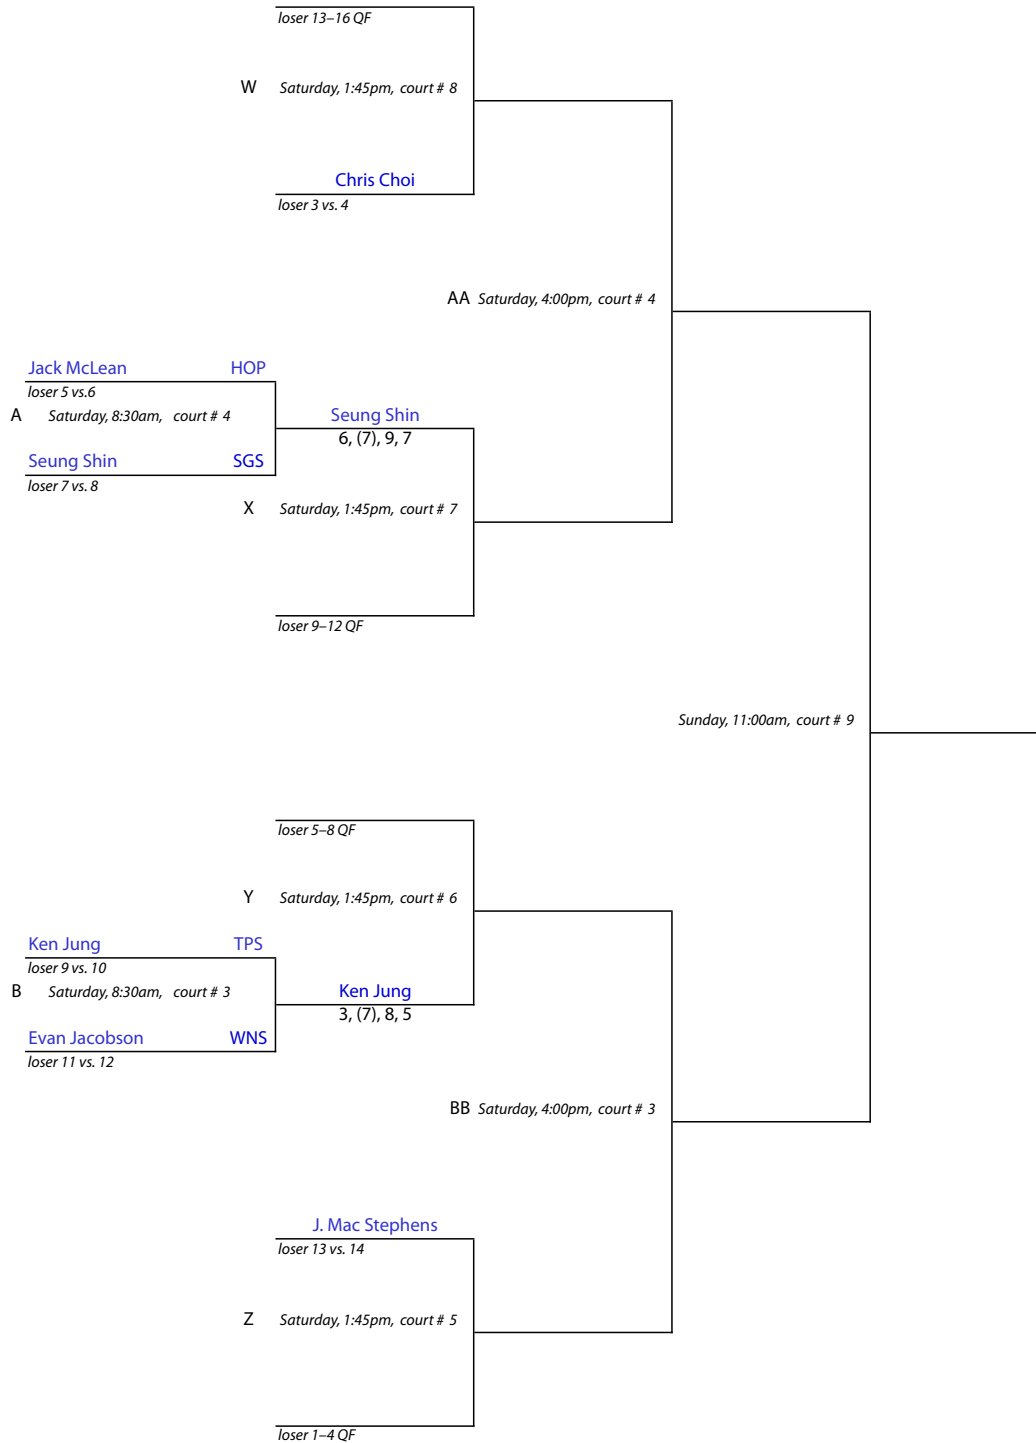 loser 13–16 QF
W Saturday, 1:45pm, court # 8
Chris Choi
loser 3 vs. 4
AA Saturday, 4:00pm, court # 4
Jack McLean HOP
loser 5 vs.6
A Saturday, 8:30am, court # 4
Seung Shin
6, (7), 9, 7
Seung Shin SGS
loser 7 vs. 8
X Saturday, 1:45pm, court # 7
loser 9–12 QF
Sunday, 11:00am, court # 9
loser 5–8 QF
Y Saturday, 1:45pm, court # 6
Ken Jung TPS
loser 9 vs. 10
B Saturday, 8:30am, court # 3
Ken Jung
3, (7), 8, 5
Evan Jacobson WNS
loser 11 vs. 12
BB Saturday, 4:00pm, court # 3
J. Mac Stephens
loser 13 vs. 14
Z Saturday, 1:45pm, court # 5
loser 1–4 QF